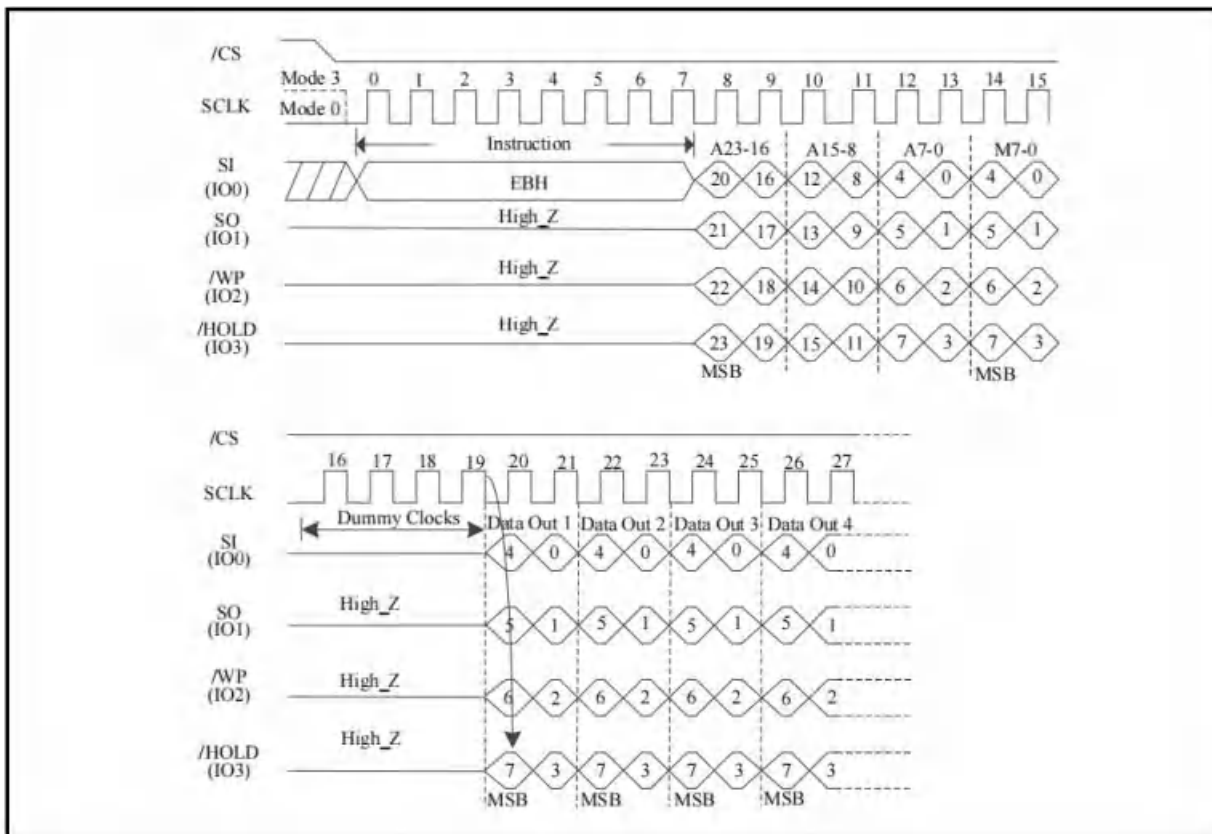 /CS
Mode 3 0 1 2 3 4 5 6 7 8 9 10 11 12 13 14 15
SCLK Mode 0
Instruction A23-16 A15-8 A7-0 M7-0
SI
(IO0) EBH 20 16 12 8 4 0 4 0
SO
(IO1) High_Z 21 17 13 9 5 1 5 1
/WP
(IO2) High_Z 22 18 14 10 6 2 6 2
/HOLD
(IO3) High_Z 23 19 15 11 7 3 7 3
MSB MSB
/CS
16 17 18 19 20 21 22 23 24 25 26 27
SCLK
Dummy Clocks Data Out 1 Data Out 2 Data Out 3 Data Out 4
SI
(IO0) 4 0 4 0 4 0 4 0
SO
(IO1) High_Z 5 1 5 1 5 1 5 1
/WP
(IO2) High_Z 6 2 6 2 6 2 6 2
/HOLD
(IO3) High_Z 7 3 7 3 7 3 7 3
MSB MSB MSB MSB